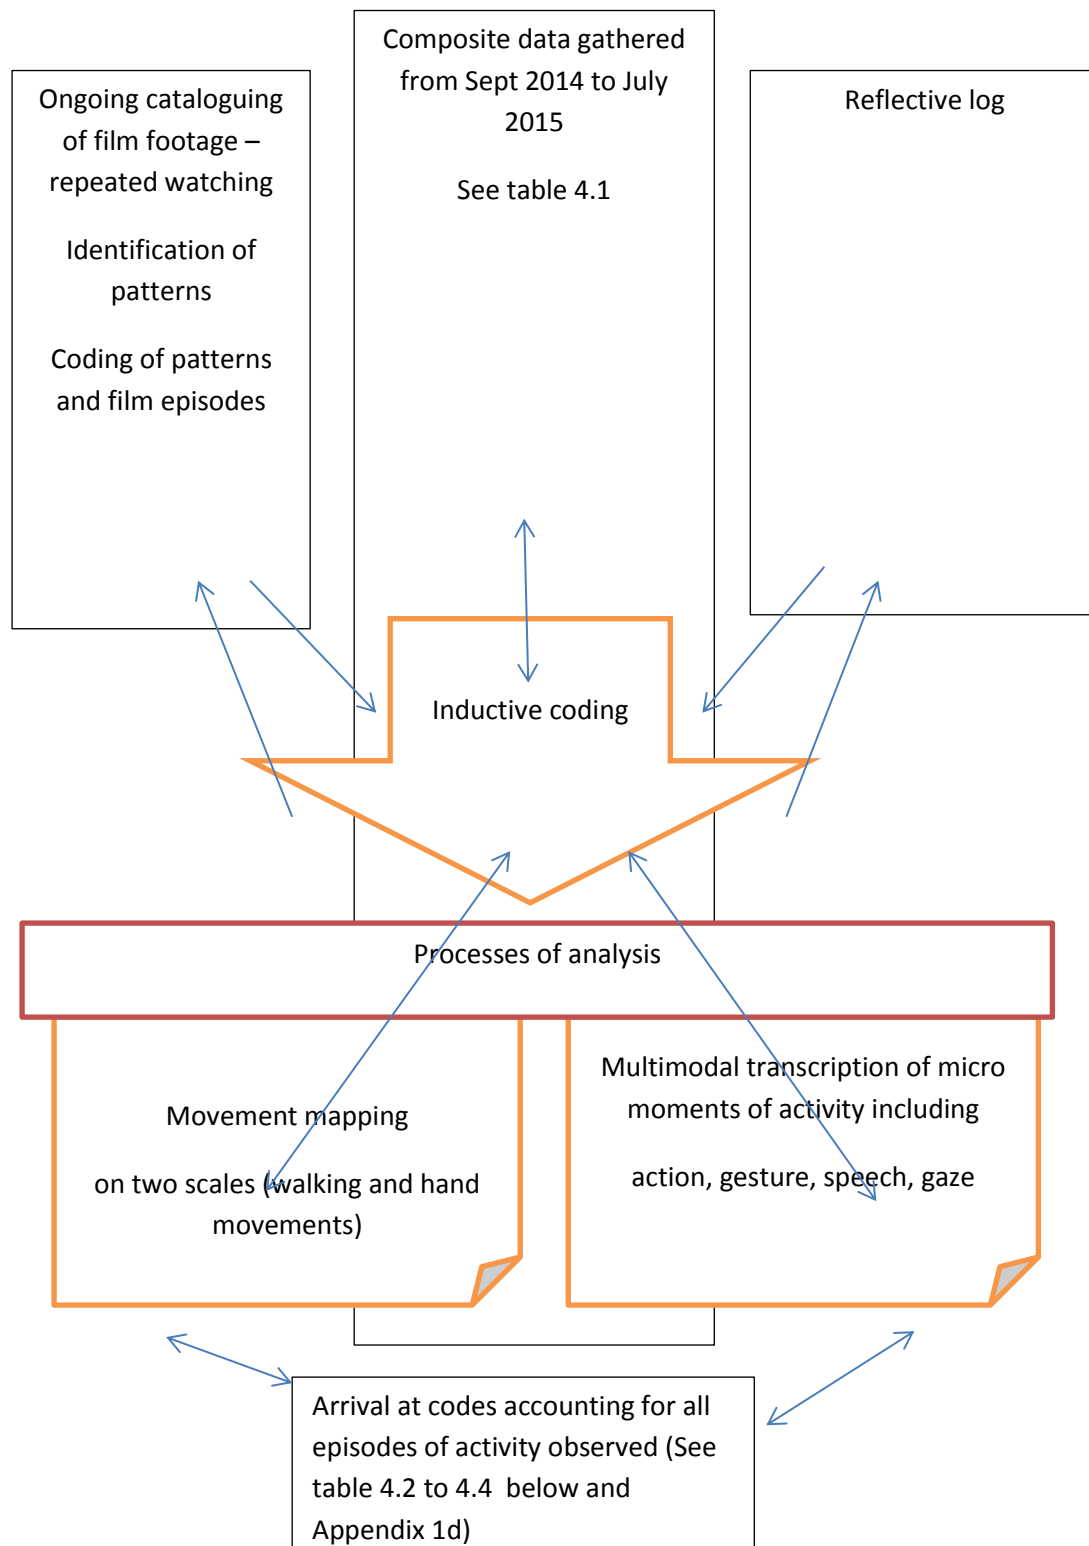 Ongoing cataloguing
of film footage –
repeated watching
Identification of
patterns
Coding of patterns
and film episodes
Composite data gathered
from Sept 2014 to July
2015
See table 4.1
Reflective log
Inductive coding
Processes of analysis
Movement mapping
on two scales (walking and hand
movements)
Multimodal transcription of micro
moments of activity including
action, gesture, speech, gaze
Arrival at codes accounting for all
episodes of activity observed (See
table 4.2 to 4.4  below and
Appendix 1d)